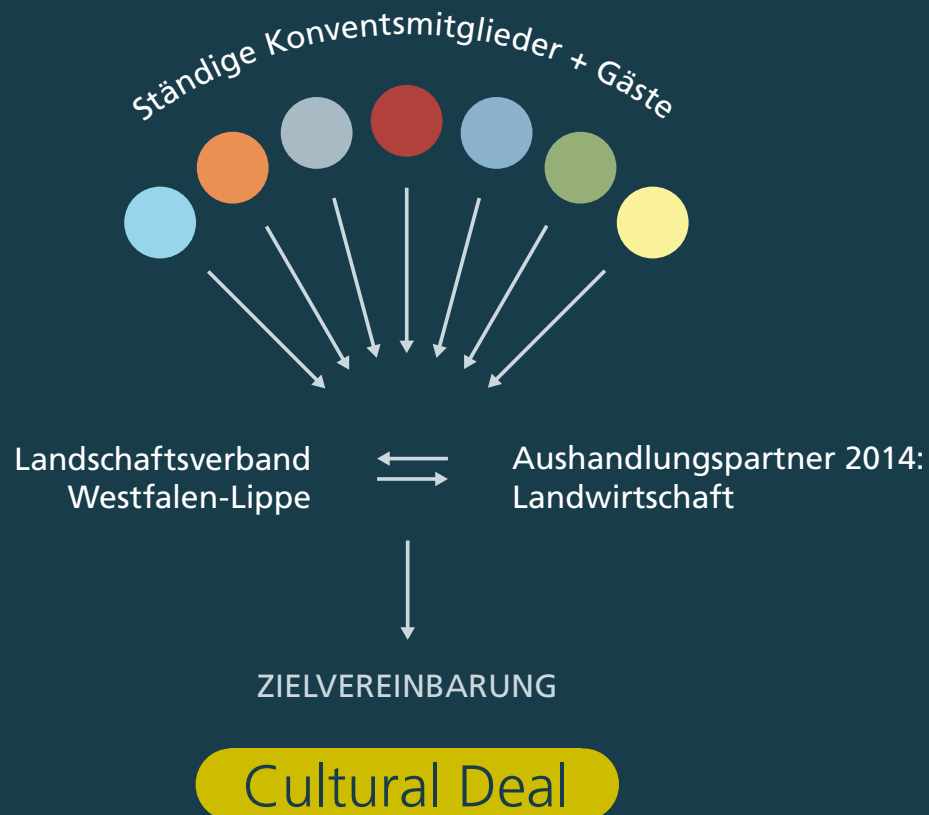 Ständige Konventsmitglieder + Gäste
Landschaftsverband
Westfalen-Lippe
Aushandlungspartner 2014:
Landwirtschaft
ZIELVEREINBARUNG
Cultural Deal